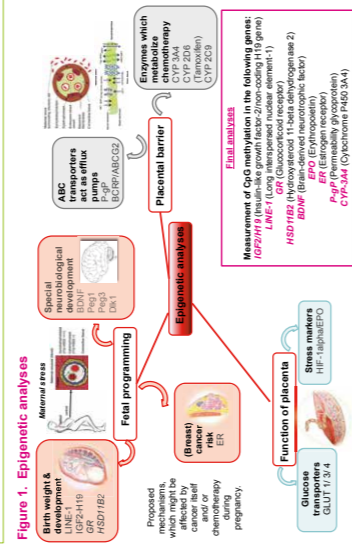 Figure 1. Epigenetic analyses
Birth weight &
development
LINE-1
IGF2-H19
GR
HSD11B2
Maternal stress
Special
neurobiological
development
BDNF
Peg1
Peg3
Dlk1
ABC
transporters
act as efflux
pumps
P-gP
BCRP/ABCG2
Enzymes which
metabolize
chemotherapy
CYP 3A4
CYP 2D6
(Tamoxifen)
CYP 2C9
Fetal programming
Placental barrier
Epigenetic analyses
Proposed
mechanisms,
which might be
affected by
cancer itself
and/ or
chemotherapy
during
pregnancy.
(Breast)
cancer
risk
ER
Function of placenta
Glucose
transporters
GLUT 1/ 3/ 4
Stress markers
HIF-1alpha/EPO
Final analyses
Measurement of CpG methylation in the following genes:
IGF2/H19 (Insulin-like growth factor-2/non-coding H19 gene)
LINE-1 (Long interspersed nuclear element-1)
GR (Glucocorticoid receptor)
HSD11B2 (Hydroxysteroid 11-beta dehydrogenase 2)
BDNF (Brain-derived neurotrophic factor)
EPO (Erythropoietin)
ER (Estrogen receptor)
P-gP (Permeability glycoprotein)
CYP-3A4 (Cytochrome P450 3A4)